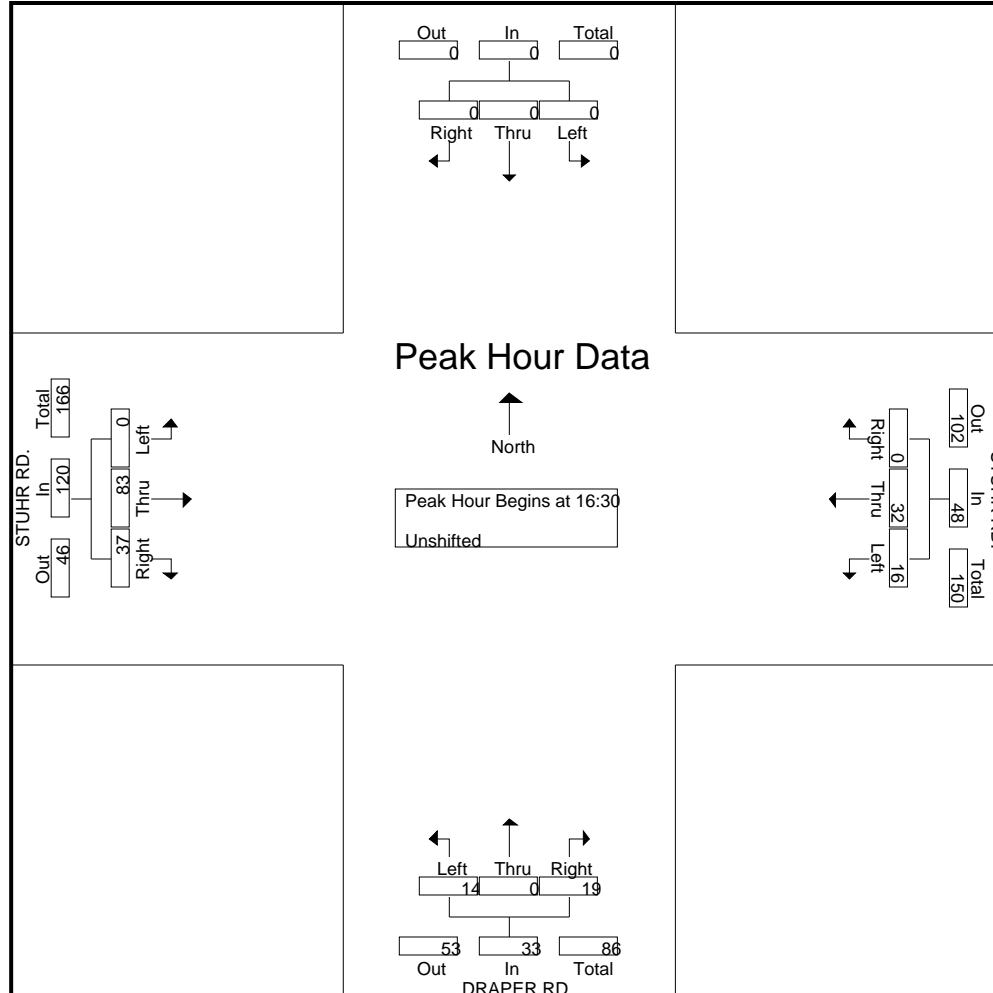 Out In Total
0 0 0
0 0 0
Right Thru Left
Peak Hour Data
North
Peak Hour Begins at 16:30
Unshifted
STUHR RD.
Total In Out
166 120 46
0 83 37
Left Thru Right
Out In Total
102 48 150
0 32 16
Right Thru Left
Left Thru Right
14 0 19
53 33 86
Out In Total
DRAPER RD